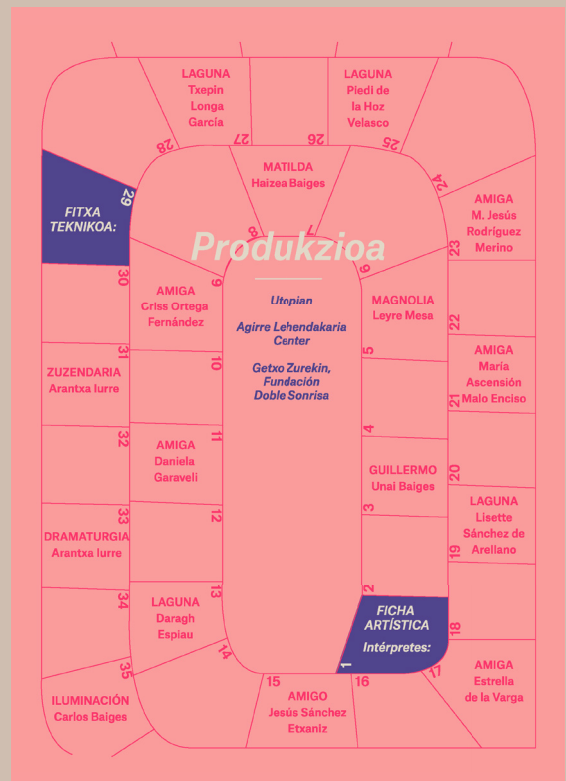 LAGUNA
Txepin
Longa
García
LAGUNA
Piedi de
la Hoz
Velasco
28
27
26
25
24
MATILDA
Haizea Baiges
FITXA
TEKNIKOA:
29
AMIGA
M. Jesús
Rodríguez
Merino
23
8
7
Produkzioa
Utopian
Agirre Lehendakaria
Center
Getxo Zurekin,
Fundación
Doble Sonrisa
30
9
6
AMIGA
Criss Ortega
Fernández
MAGNOLIA
Leyre Mesa
22
31
10
5
ZUZENDARIA
Arantxa Iurre
AMIGA
María
Ascensión
Malo Enciso
21
32
11
4
AMIGA
Daniela
Garaveli
GUILLERMO
Unai Baiges
20
33
12
3
DRAMATURGIA
Arantxa Iurre
LAGUNA
Lisette
Sánchez de
Arellano
19
34
13
2
LAGUNA
Daragh
Espiau
FICHA
ARTÍSTICA
Intérpretes:
18
14
1
35
15
16
17
ILUMINACIÓN
Carlos Baiges
AMIGO
Jesús Sánchez
Etxaniz
AMIGA
Estrella
de la Varga